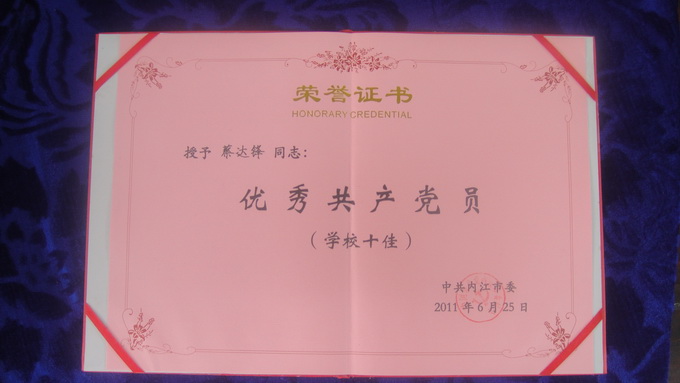 荣誉证书
HONORARY CREDENTIAL
授予 蔡达铎 同志：
优秀共产党员
（学校十佳）
中共内江市委
2011年6月25日